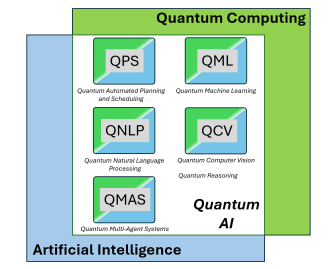 Quantum Computing
QPS
QML
Quantum Automated Planning
and Scheduling
Quantum Machine Learning
QNLP
QCV
Quantum Natural Language
Processing
Quantum Computer Vision
Quantum Reasoning
QMAS
Quantum Multi-Agent Systems
Quantum
AI
Artificial Intelligence